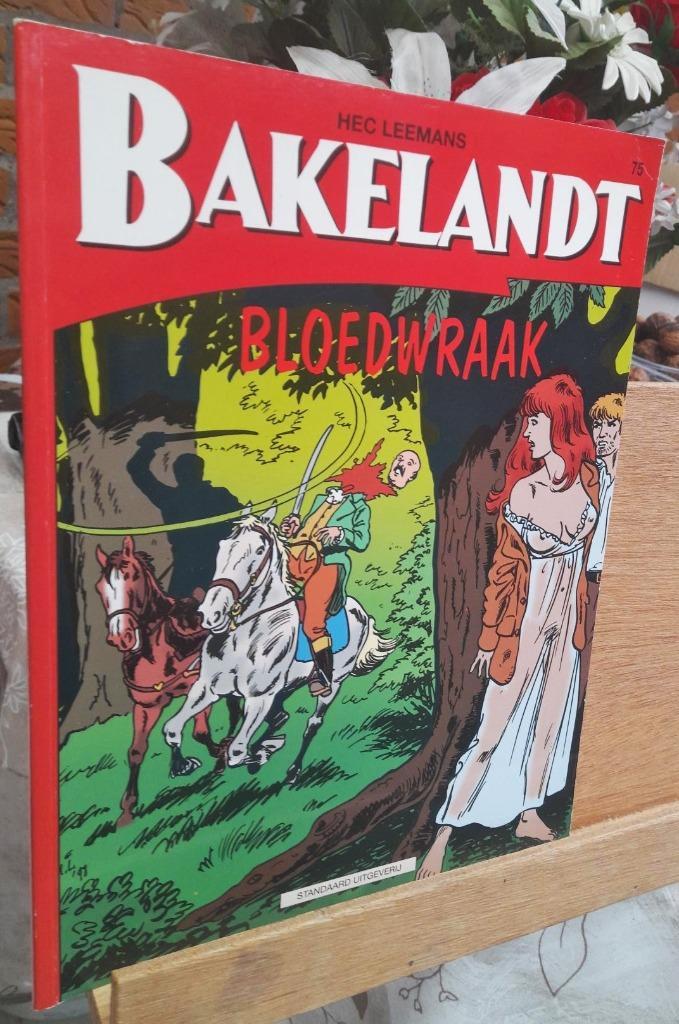 HEC LEEMANS
75
BAKELANDT
BLOEDWRAAK
STANDAARD UITGEVERIJ